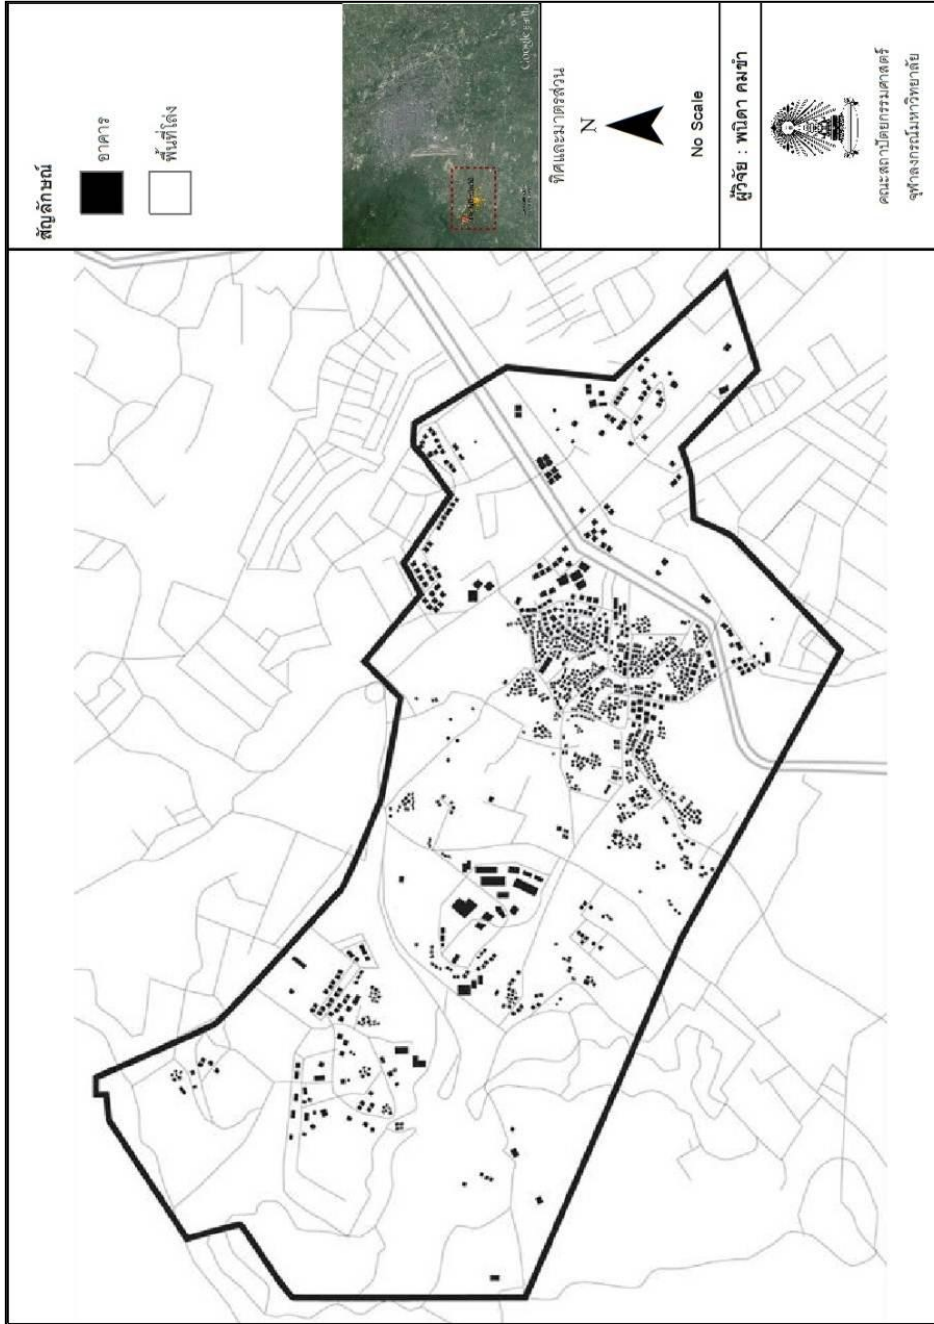 สัญลักษณ์
อาคาร
พื้นที่โล่ง
Google earth
ทิศและมาตรส่วน
N
No Scale
ผู้วิจัย : พนิดา คมขำ
คณะสถาปัตยกรรมศาสตร์
จุฬาลงกรณ์มหาวิทยาลัย